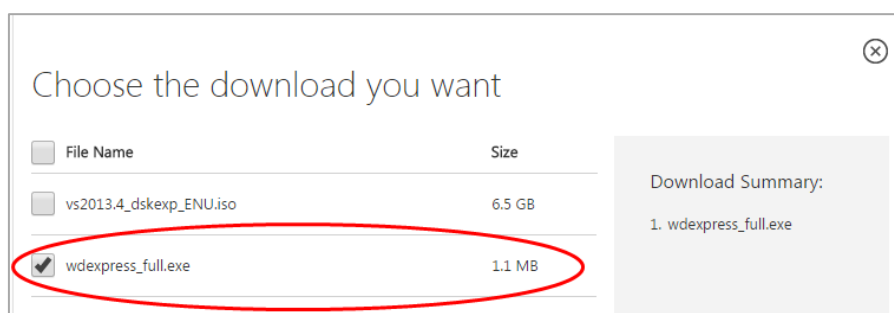 Choose the download you want
File Name Size
vs2013.4_dskexp_ENU.iso 6.5 GB
wdexpress_full.exe 1.1 MB
Download Summary:
1. wdexpress_full.exe